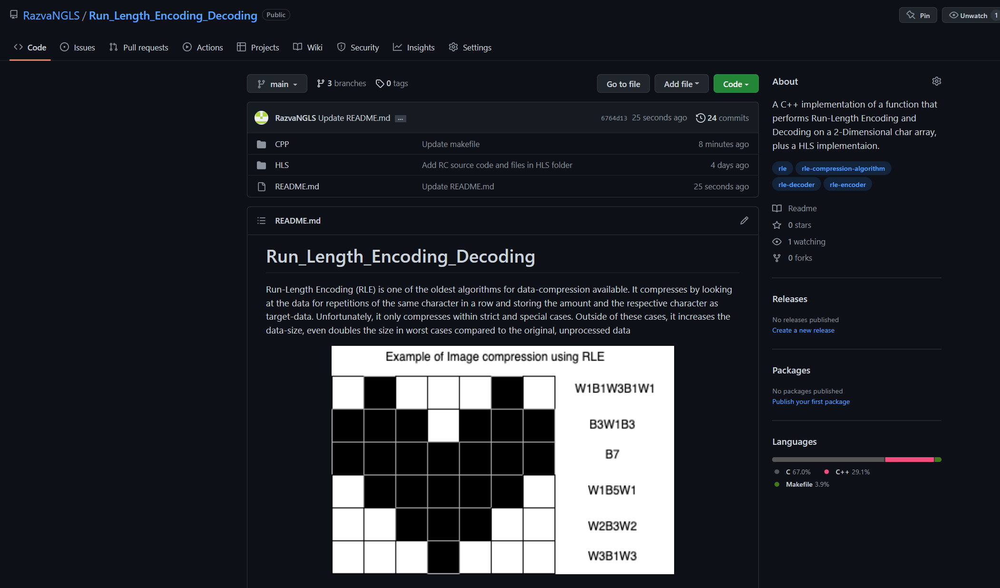 RazvaNGLS / Run_Length_Encoding_Decoding Public
Pin
Unwatch 1
Code
Issues
Pull requests
Actions
Projects
Wiki
Security
Insights
Settings
main
3 branches
0 tags
Go to file
Add file
Code
RazvaNGLS Update README.md ...
6764d13 25 seconds ago
24 commits
CPP Update makefile 8 minutes ago
HLS Add RC source code and files in HLS folder 4 days ago
README.md Update README.md 25 seconds ago
README.md
Run_Length_Encoding_Decoding
Run-Length Encoding (RLE) is one of the oldest algorithms for data-compression available. It compresses by looking
at the data for repetitions of the same character in a row and storing the amount and the respective character as
target-data. Unfortunately, it only compresses within strict and special cases. Outside of these cases, it increases the
data-size, even doubles the size in worst cases compared to the original, unprocessed data
Example of Image compression using RLE
W1B1W3B1W1
B3W1B3
B7
W1B5W1
W2B3W2
W3B1W3
About
A C++ implementation of a function that
performs Run-Length Encoding and
Decoding on a 2-Dimensional char array,
plus a HLS implementaion.
rle rle-compression-algorithm
rle-decoder rle-encoder
Readme
0 stars
1 watching
0 forks
Releases
No releases published
Create a new release
Packages
No packages published
Publish your first package
Languages
C 67.0% C++ 29.1%
Makefile 3.9%